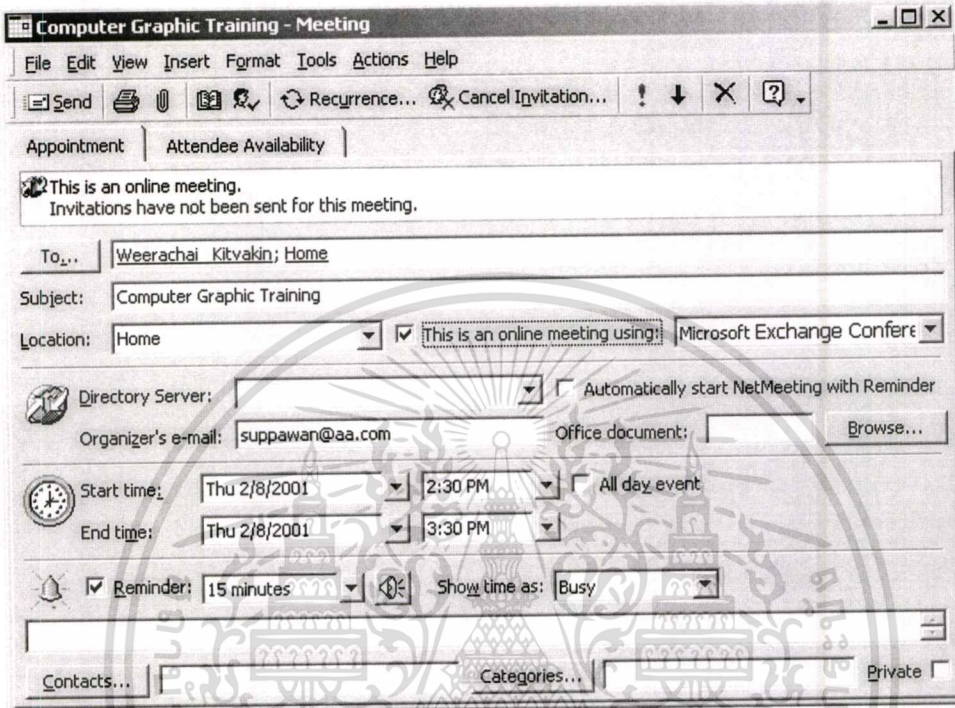 Computer Graphic Training - Meeting
File Edit View Insert Format Tools Actions Help
Send Recurrence... Cancel Invitation... ! ?
Appointment Attendee Availability
This is an online meeting.
Invitations have not been sent for this meeting.
To... Weerachai Kitvakin; Home
Subject: Computer Graphic Training
Location: Home This is an online meeting using: Microsoft Exchange Confere
Directory Server: Automatically start NetMeeting with Reminder
Organizer's e-mail: suppawan@aa.com Office document: Browse...
Start time: Thu 2/8/2001 2:30 PM All day event
End time: Thu 2/8/2001 3:30 PM
Reminder: 15 minutes Show time as: Busy
Contacts... Categories... Private